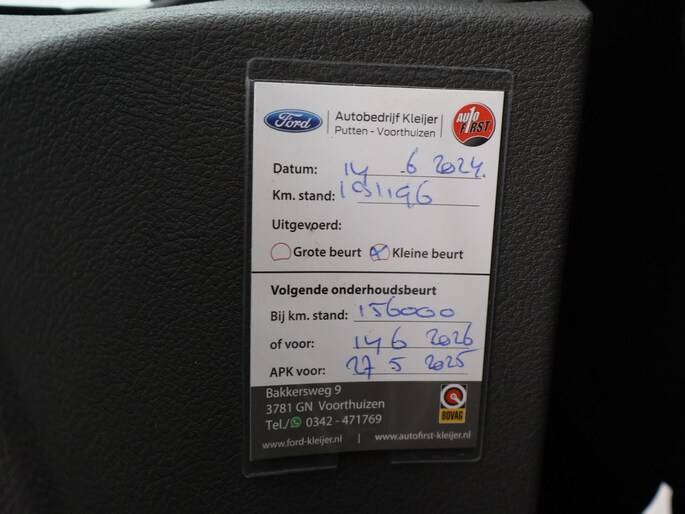 Ford
Autobedrijf Kleijer
Putten - Voorthuizen
AUTO FIRST
Datum: 14 6 2024.
Km. stand: 131196
Uitgevoerd:
Grote beurt Kleine beurt
Volgende onderhoudsbeurt
Bij km. stand: 156000
of voor: 14 6 2026
APK voor: 27 5 2025
Bakkersweg 9
3781 GN Voorthuizen
Tel./ 0342 - 471769
BOVAG
www.ford-kleijer.nl | www.autofirst-kleijer.nl